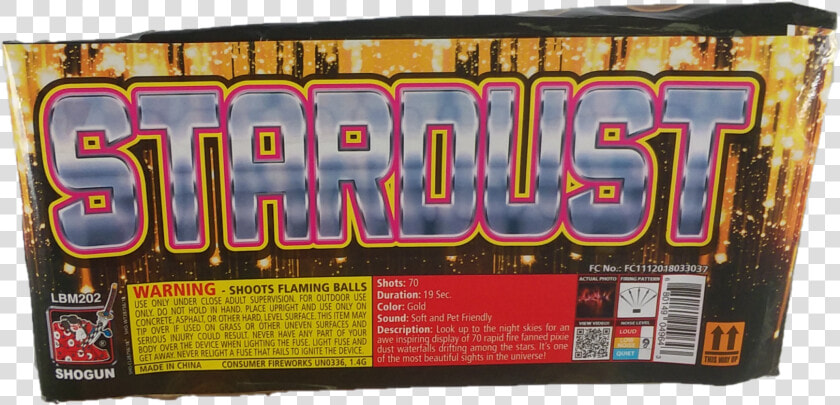 STARDUST
FC No.: FC1112018033037
LBM202
SHOGUN
WARNING - SHOOTS FLAMING BALLS
USE ONLY UNDER CLOSE ADULT SUPERVISION. FOR OUTDOOR USE
ONLY. DO NOT HOLD IN HAND. PLACE UPRIGHT AND USE ONLY ON
CONCRETE, ASPHALT, OR OTHER HARD, LEVEL SURFACE. THIS ITEM MAY
TIP OVER IF USED ON GRASS OR OTHER UNEVEN SURFACES AND
SERIOUS INJURY COULD RESULT. NEVER HAVE ANY PART OF YOUR
BODY OVER THE DEVICE WHEN LIGHTING THE FUSE. LIGHT FUSE AND
GET AWAY. NEVER RELIGHT A FUSE THAT FAILS TO IGNITE THE DEVICE.
MADE IN CHINA CONSUMER FIREWORKS UN0336, 1.4G
Shots: 70
Duration: 19 Sec.
Color: Gold
Sound: Soft and Pet Friendly
Description: Look up to the night skies for an
awe inspiring display of 70 rapid fire fanned pixie
dust waterfalls drifting among the stars. It's one
of the most beautiful sights in the universe!
ACTUAL PHOTO
FIRING PATTERN
VIEW VIDEO
NOISE LEVEL
LOUD
QUIET
THIS WAY UP